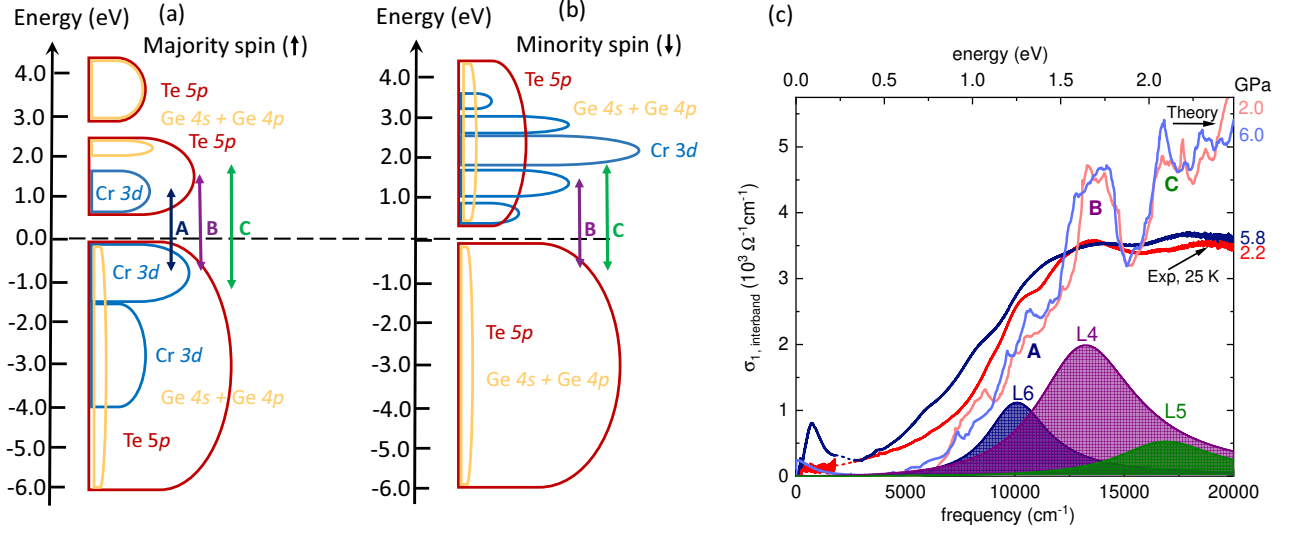 Energy (eV)
(a)
Majority spin (↑)
4.0
3.0
2.0
1.0
0.0
-1.0
-2.0
-3.0
-4.0
-5.0
-6.0
Te 5p
Ge 4s + Ge 4p
Te 5p
Cr 3d
A
B
C
Cr 3d
Cr 3d
Ge 4s + Ge 4p
Te 5p
Energy (eV)
(b)
Minority spin (↓)
4.0
3.0
2.0
1.0
0.0
-1.0
-2.0
-3.0
-4.0
-5.0
-6.0
Te 5p
Ge 4s + Ge 4p
Cr 3d
B
C
Te 5p
Ge 4s + Ge 4p
(c)
energy (eV)
0.0 0.5 1.0 1.5 2.0
GPa
2.0
6.0
5.8
2.2
Theory
B
C
Exp, 25 K
A
L4
L6
L5
σ1, interband (10³ Ω⁻¹cm⁻¹)
5
4
3
2
1
0
0 5000 10000 15000 20000
frequency (cm⁻¹)